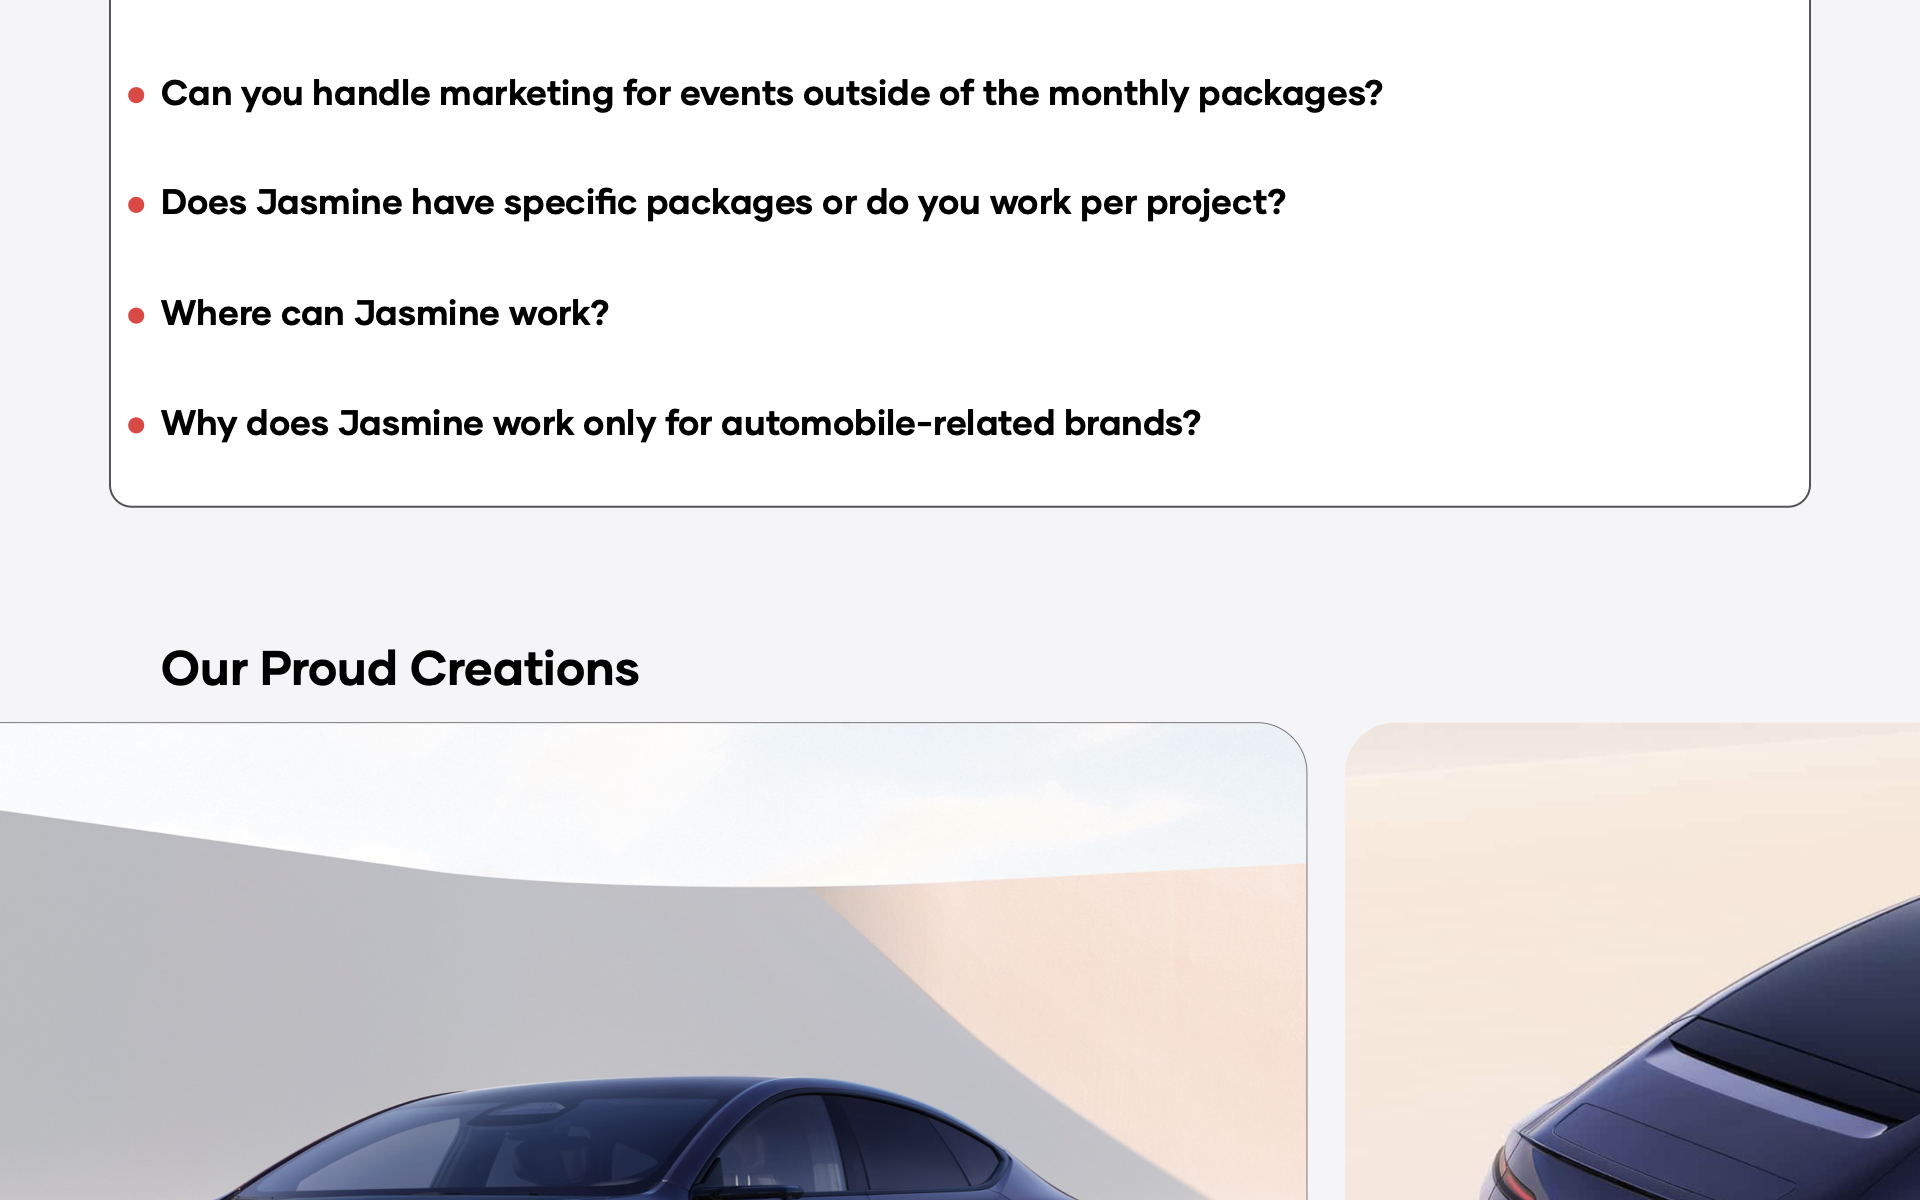 Can you handle marketing for events outside of the monthly packages?
Does Jasmine have specific packages or do you work per project?
Where can Jasmine work?
Why does Jasmine work only for automobile-related brands?
Our Proud Creations